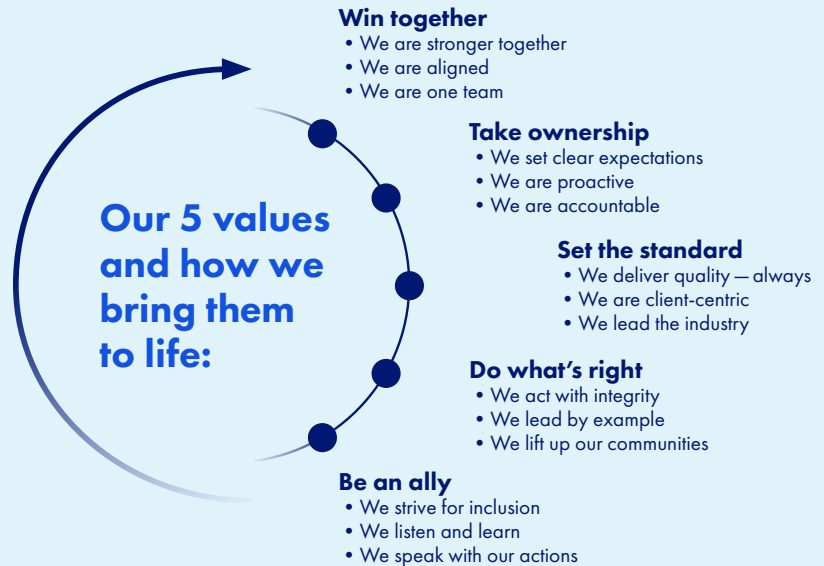 Our 5 values
and how we
bring them
to life:
Win together
• We are stronger together
• We are aligned
• We are one team
Take ownership
• We set clear expectations
• We are proactive
• We are accountable
Set the standard
• We deliver quality — always
• We are client-centric
• We lead the industry
Do what’s right
• We act with integrity
• We lead by example
• We lift up our communities
Be an ally
• We strive for inclusion
• We listen and learn
• We speak with our actions